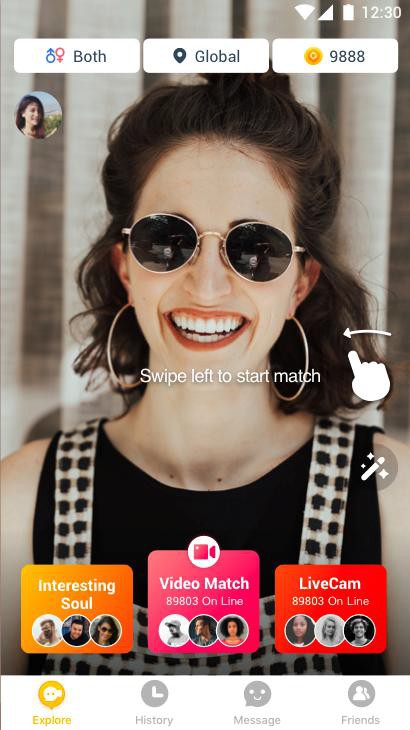 12:30
Both
Global
9888
Swipe left to start match
Interesting
Soul
Video Match
89803 On Line
LiveCam
89803 On Line
Explore
History
Message
Friends